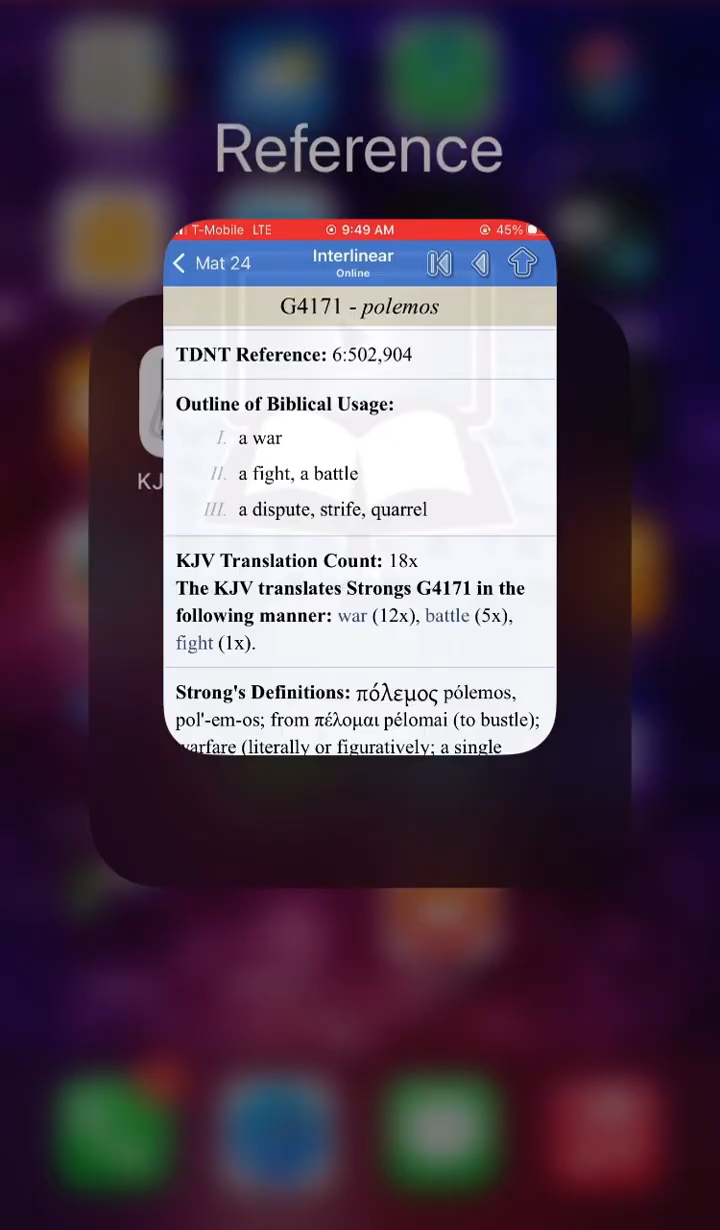 Reference
T-Mobile LTE 9:49 AM 45%
Mat 24 Interlinear
Online
G4171 - polemos
TDNT Reference: 6:502,904
Outline of Biblical Usage:
I. a war
II. a fight, a battle
III. a dispute, strife, quarrel
KJ
KJV Translation Count: 18x
The KJV translates Strongs G4171 in the
following manner: war (12x), battle (5x),
fight (1x).
Strong's Definitions: πόλεμος pólemos,
pol'-em-os; from πέλομαι pélomai (to bustle);
warfare (literally or figuratively; a single